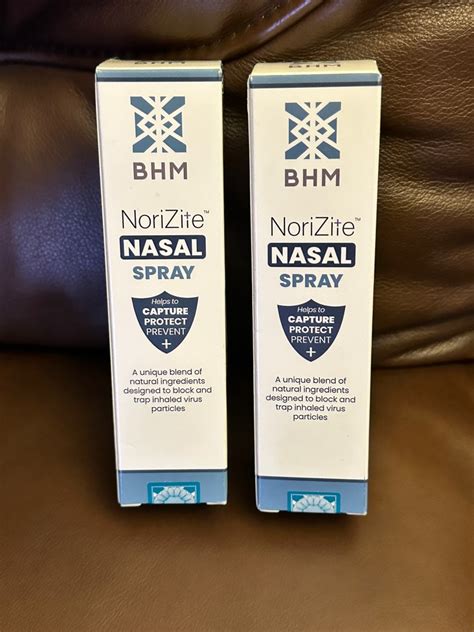 BHM
BHM
NoriZite™
NASAL
SPRAY
Helps to
CAPTURE
PROTECT
PREVENT
+
A unique blend of
natural ingredients
designed to block and
trap inhaled virus
particles
BHM
NoriZite™
NASAL
SPRAY
Helps to
CAPTURE
PROTECT
PREVENT
+
A unique blend of
natural ingredients
designed to block and
trap inhaled virus
particles